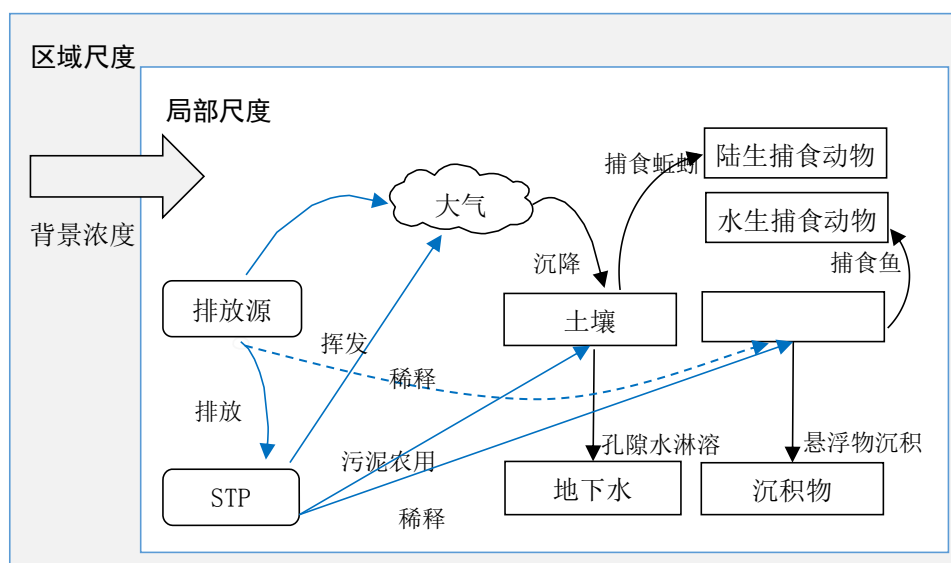 区域尺度
局部尺度
背景浓度
大气
捕食蚯蚓
陆生捕食动物
水生捕食动物
沉降
捕食鱼
排放源
土壤
挥发
稀释
排放
污泥农用
孔隙水淋溶
悬浮物沉积
STP
地下水
沉积物
稀释